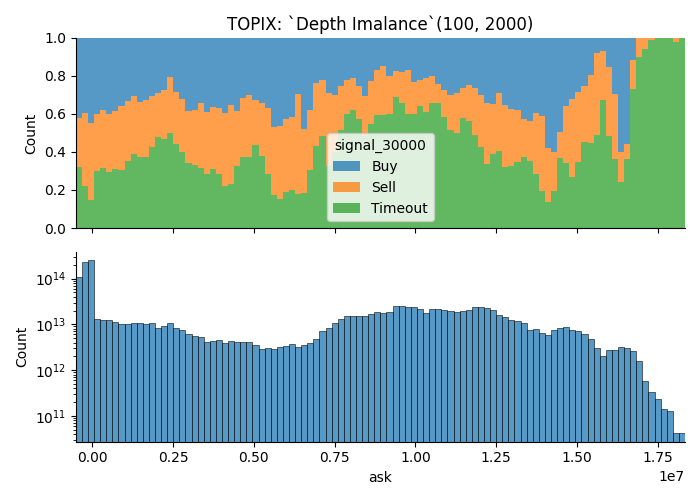 TOPIX: `Depth Imalance`(100, 2000)
1.0
0.8
0.6
0.4
0.2
0.0
Count
signal_30000
Buy
Sell
Timeout
10^14
10^13
10^12
10^11
Count
0.00 0.25 0.50 0.75 1.00 1.25 1.50 1.75
1e7
ask